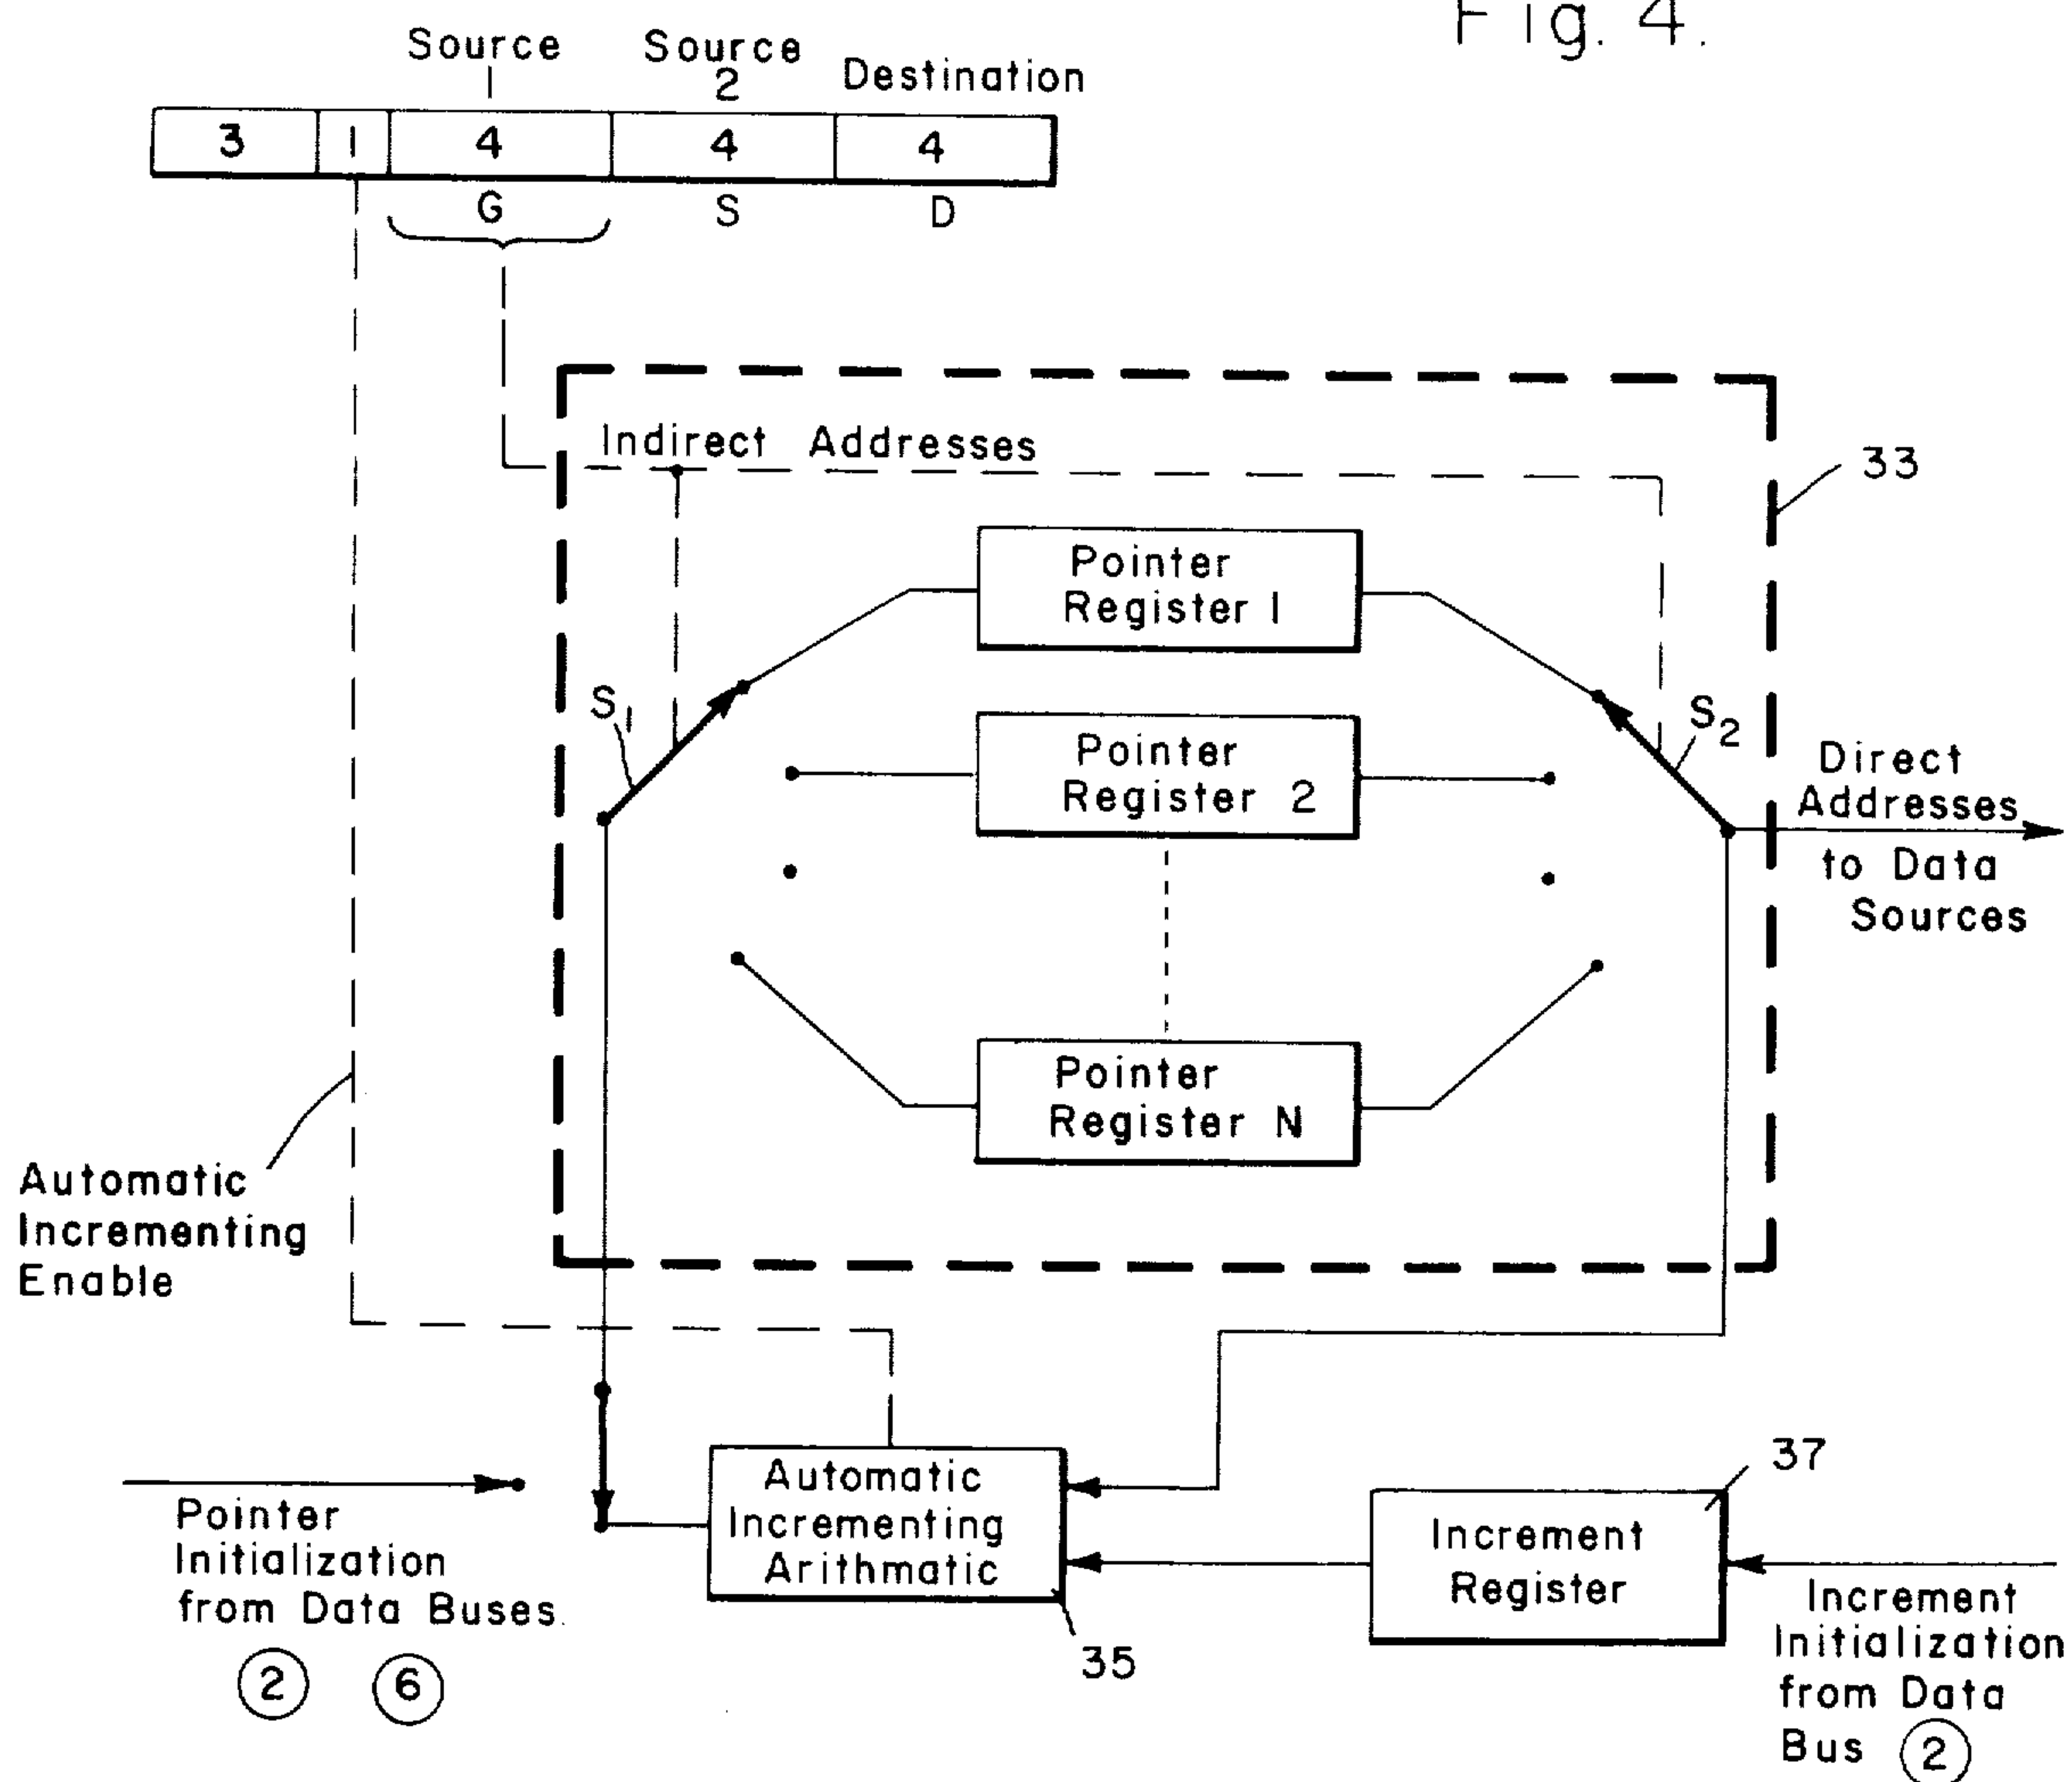 Fig. 4.
Source
1
Source
2
Destination
3
1
4
4
4
G
S
D
Indirect Addresses
33
Pointer
Register 1
S1
S2
Pointer
Register 2
Direct
Addresses
to Data
Sources
Pointer
Register N
Automatic
Incrementing
Enable
37
Automatic
Incrementing
Arithmatic
Pointer
Initialization
from Data Buses.
2 6
35
Increment
Register
Increment
Initialization
from Data
Bus 2